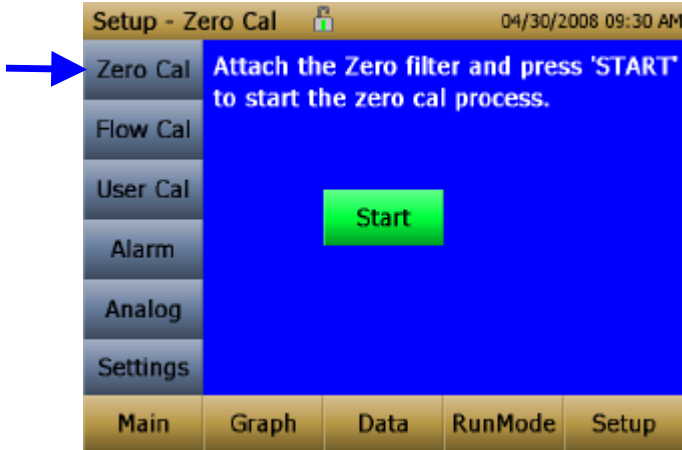 Setup - Zero Cal 04/30/2008 09:30 AM
Zero Cal
Flow Cal
User Cal
Alarm
Analog
Settings
Attach the Zero filter and press 'START'
to start the zero cal process.
Start
Main Graph Data RunMode Setup